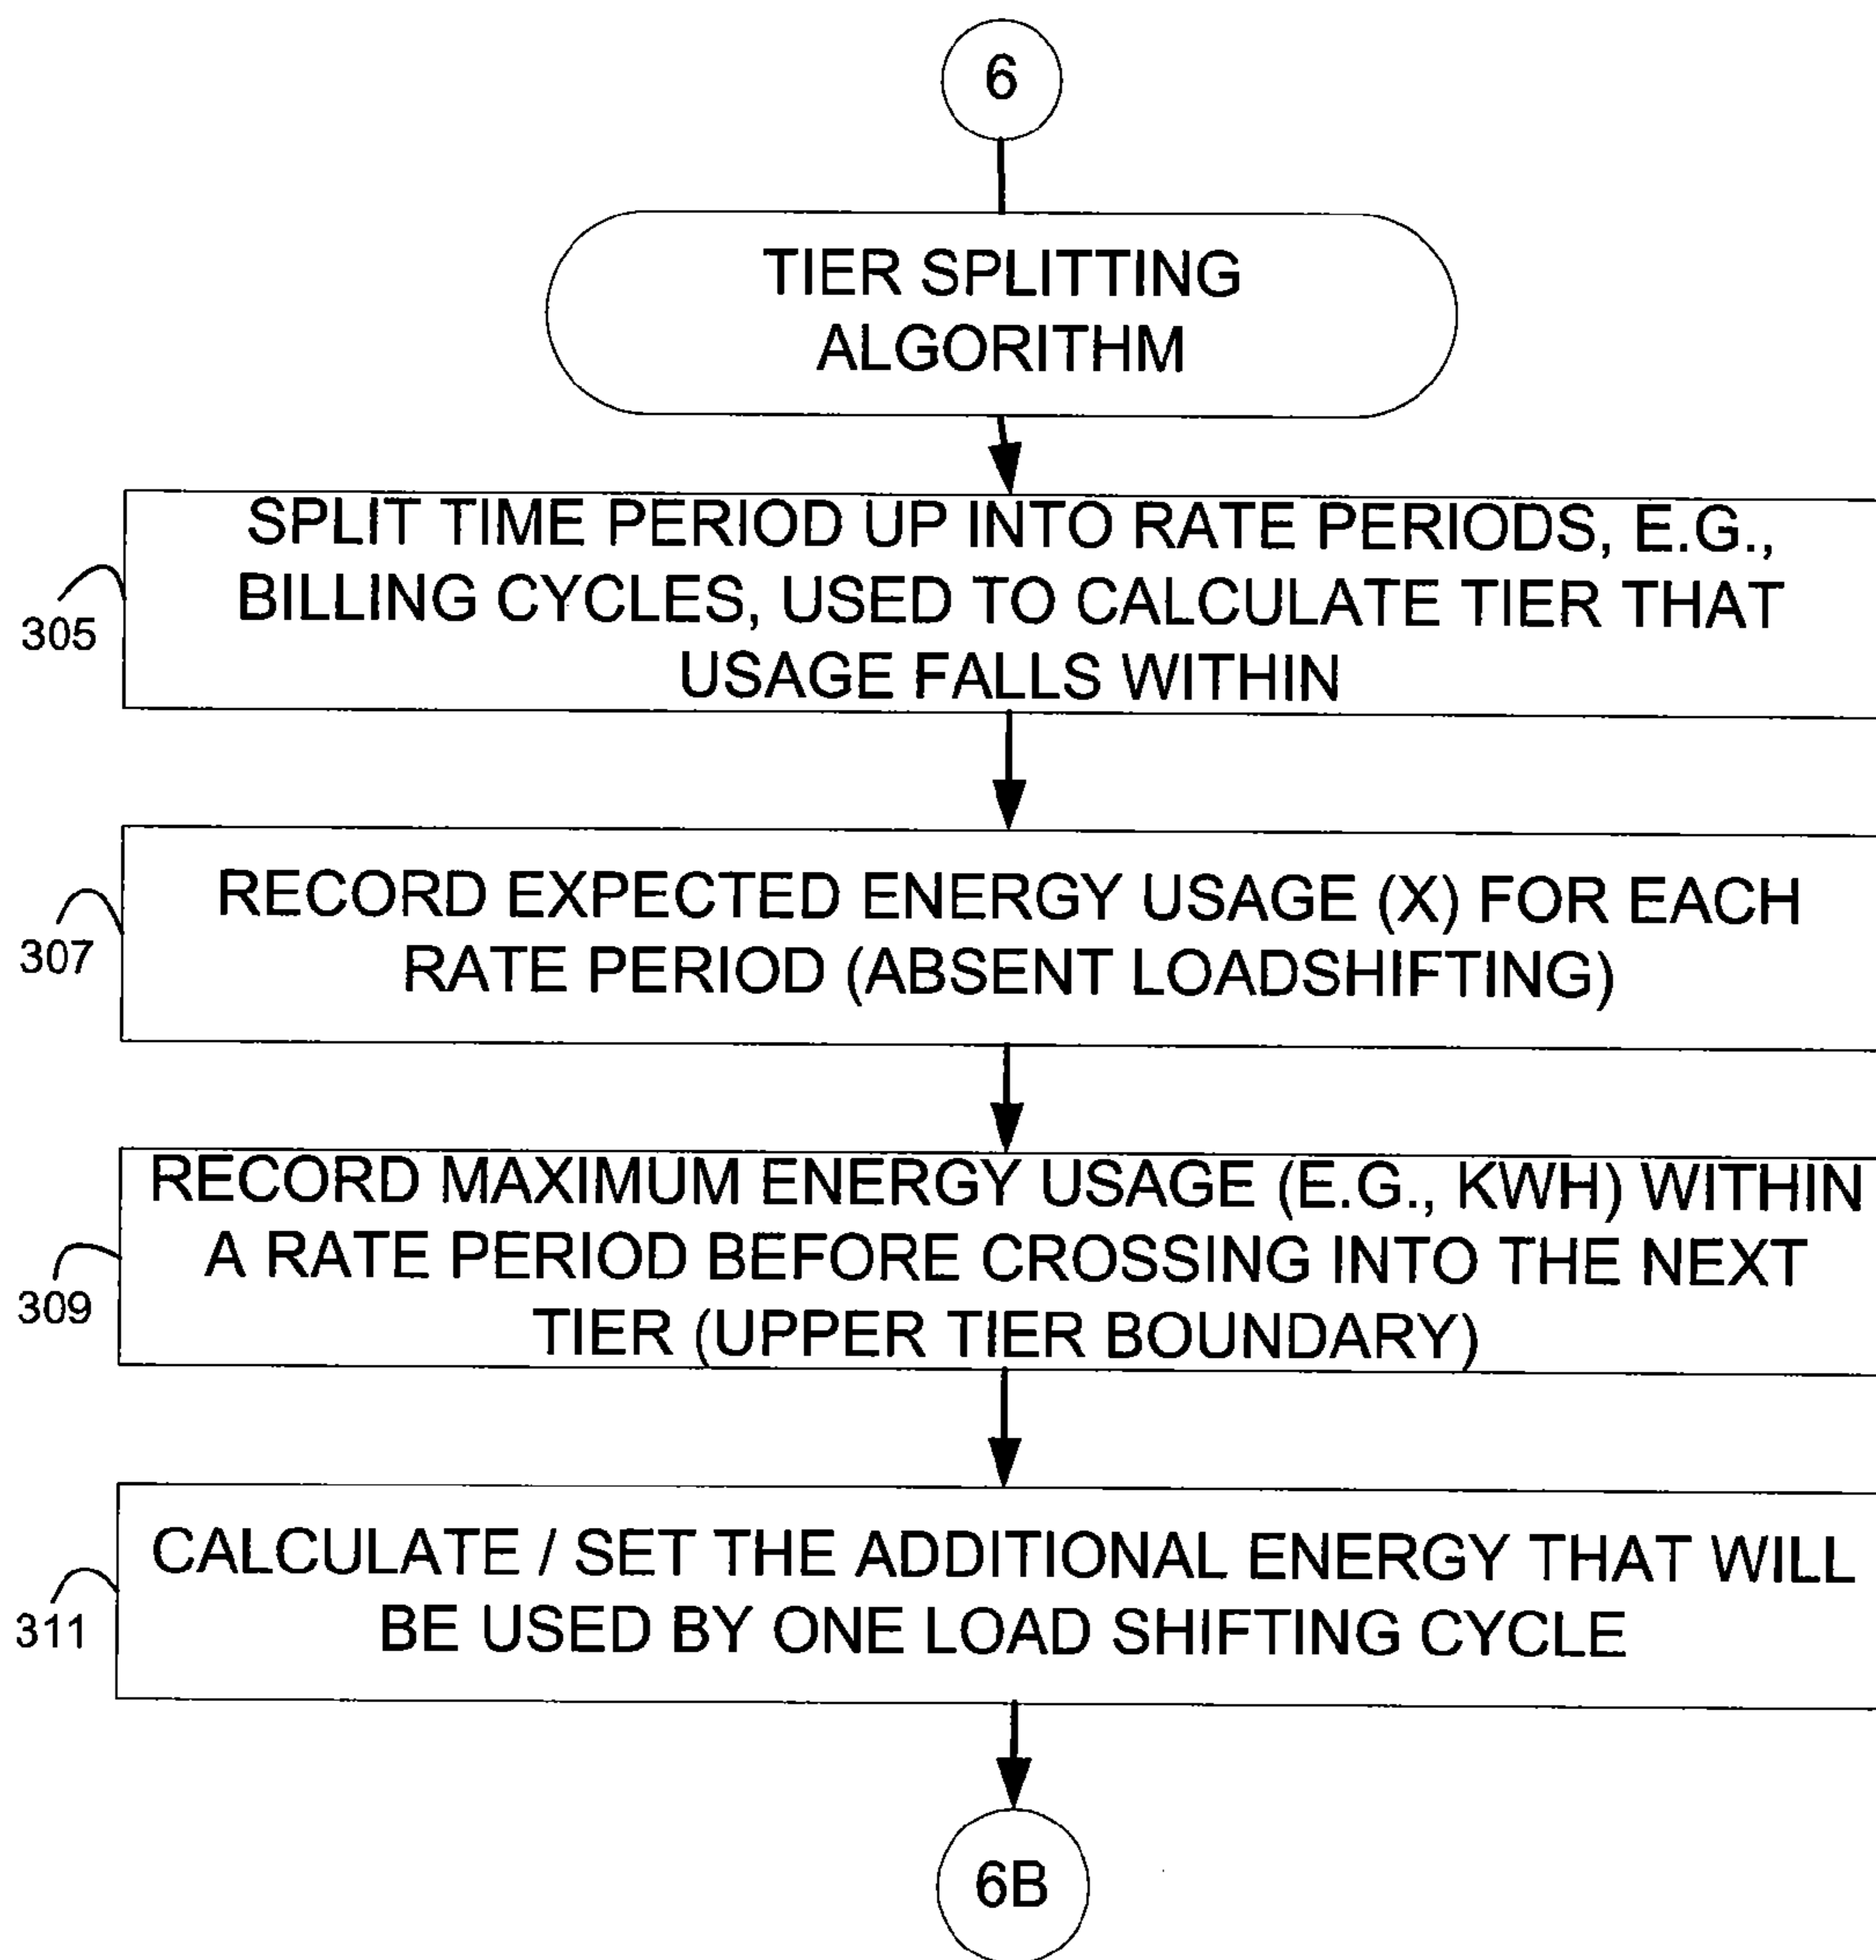 6
TIER SPLITTING
ALGORITHM
SPLIT TIME PERIOD UP INTO RATE PERIODS, E.G.,
BILLING CYCLES, USED TO CALCULATE TIER THAT
USAGE FALLS WITHIN
305
RECORD EXPECTED ENERGY USAGE (X) FOR EACH
RATE PERIOD (ABSENT LOADSHIFTING)
307
RECORD MAXIMUM ENERGY USAGE (E.G., KWH) WITHIN
A RATE PERIOD BEFORE CROSSING INTO THE NEXT
TIER (UPPER TIER BOUNDARY)
309
CALCULATE / SET THE ADDITIONAL ENERGY THAT WILL
BE USED BY ONE LOAD SHIFTING CYCLE
311
6B